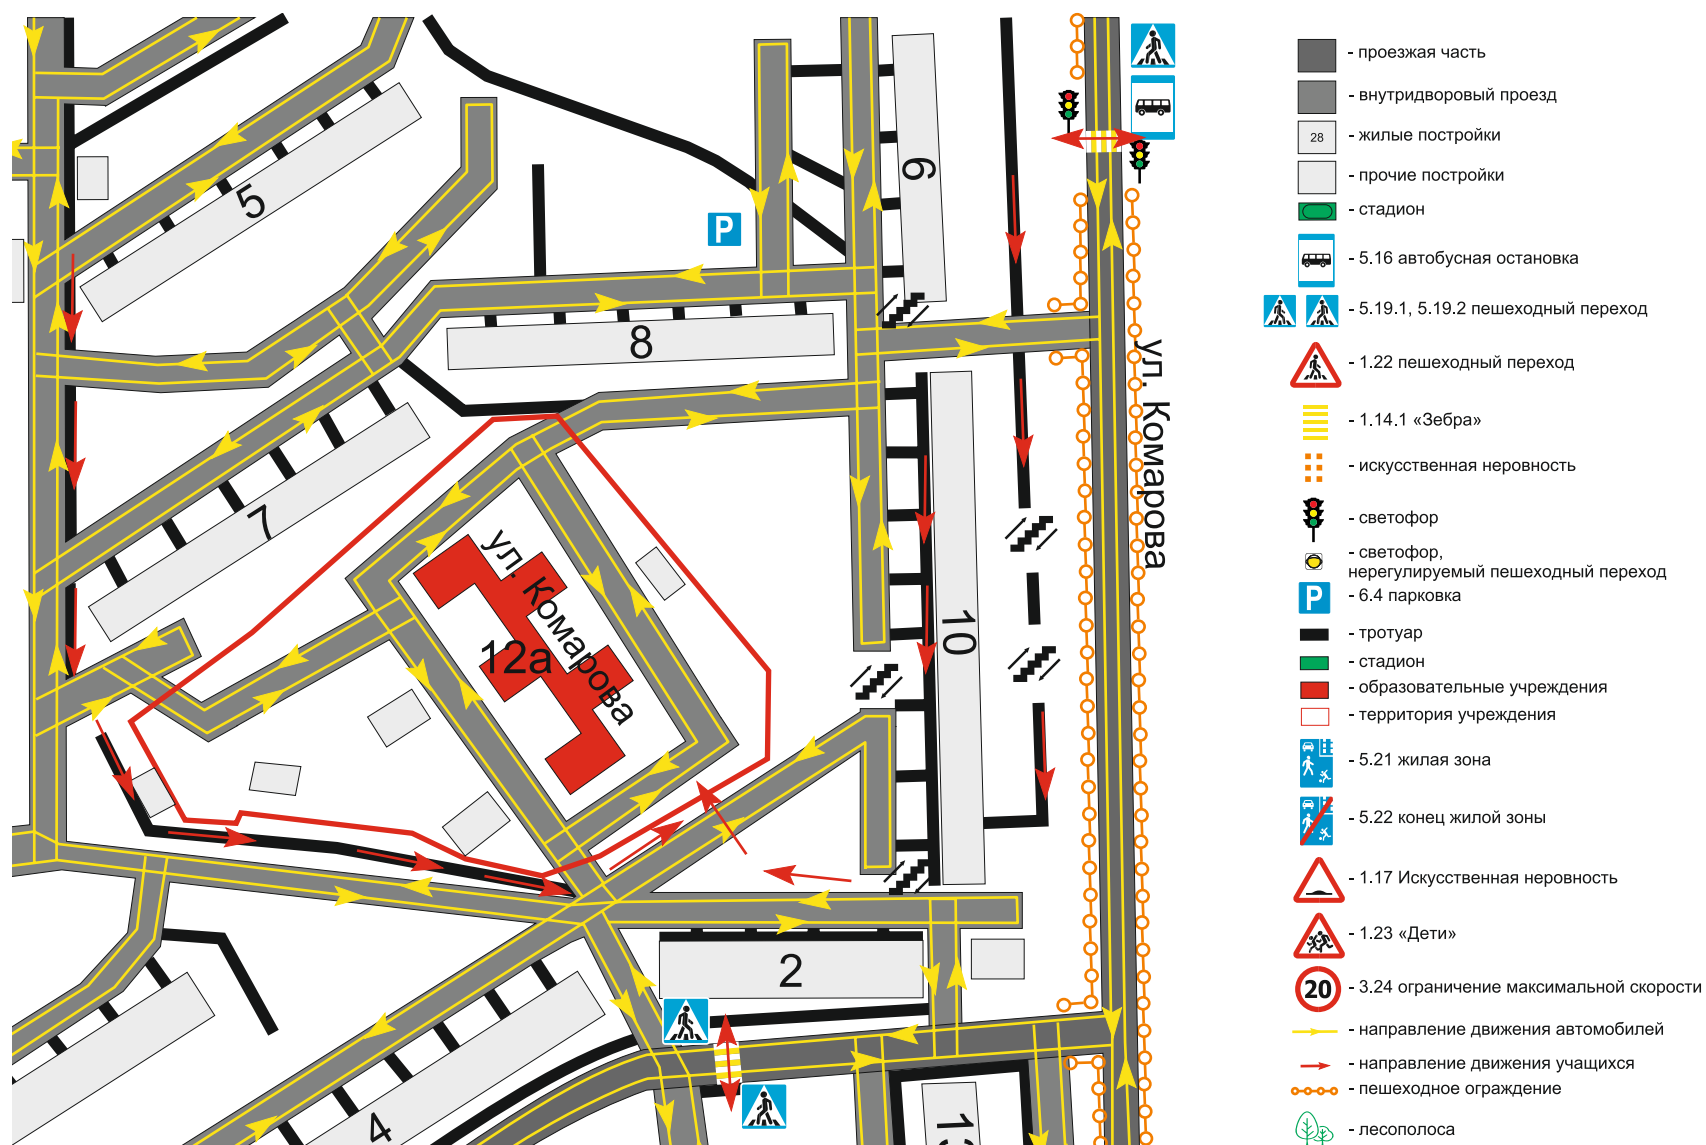 5
6
8
7
10
12а
ул. Комарова
ул. Комарова
2
4
P
- проезжая часть
- внутридворовый проезд
28
- жилые постройки
- прочие постройки
- стадион
- 5.16 автобусная остановка
- 5.19.1, 5.19.2 пешеходный переход
- 1.22 пешеходный переход
- 1.14.1 «Зебра»
- искусственная неровность
- светофор
- светофор,
нерегулируемый пешеходный переход
P
- 6.4 парковка
- тротуар
- стадион
- образовательные учреждения
- территория учреждения
- 5.21 жилая зона
- 5.22 конец жилой зоны
- 1.17 Искусственная неровность
- 1.23 «Дети»
20
- 3.24 ограничение максимальной скорости
- направление движения автомобилей
- направление движения учащихся
- пешеходное ограждение
- лесополоса